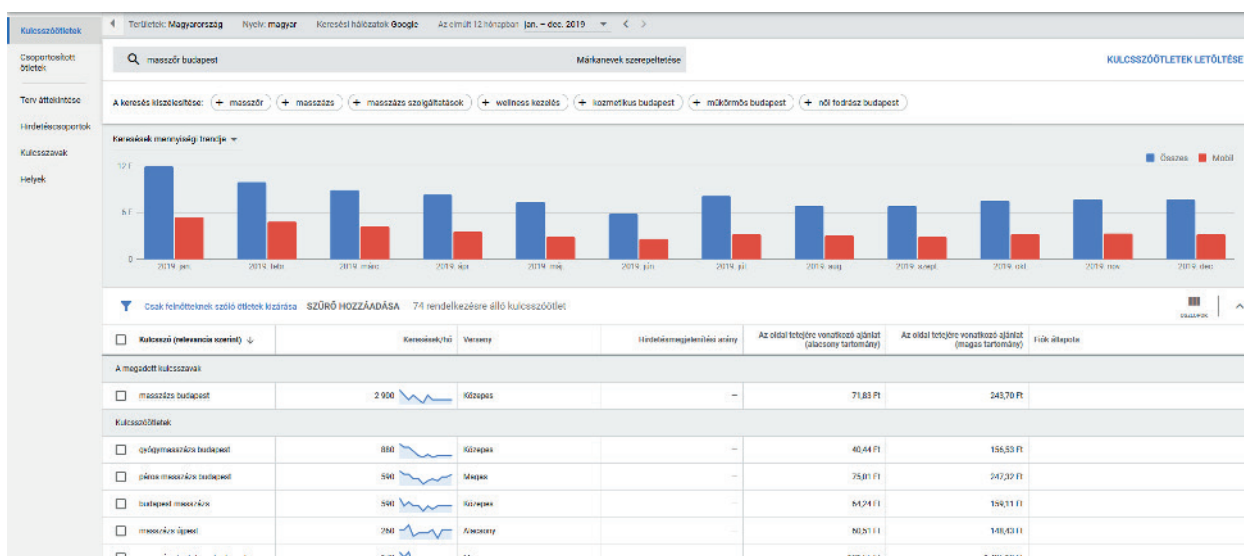 Kulcsszóötletek
Csoportosított
ötletek
Terv áttekintése
Hirdetéscsoportok
Kulcsszavak
Helyek
Területek: Magyarország Nyelv: magyar Keresési hálózatok Google Az elmúlt 12 hónapban jan. – dec. 2019
masszőr budapest Márkanevek szerepeltetése
KULCSSZÓÖTLETEK LETÖLTÉSE
A keresés kiszélesítése: + masszőr + masszázs + masszázs szolgáltatások + wellness kezelés + kozmetikus budapest + műkörmös budapest + női fodrász budapest
Keresések mennyiségi trendje
Összes Mobil
12 E
6 E
0
2019. jan. 2019. febr. 2019. márc. 2019. ápr. 2019. máj. 2019. jún. 2019. júl. 2019. aug. 2019. szept. 2019. okt. 2019. nov. 2019. dec.
Csak felnőtteknek szóló ötletek kizárása SZŰRŐ HOZZÁADÁSA 74 rendelkezésre álló kulcsszóötlet
OSZLOPOK
Kulcsszó (relevancia szerint) Keresések/hó Verseny Hirdetésmegjelenítési arány Az oldal tetejére vonatkozó ajánlat (alacsony tartomány) Az oldal tetejére vonatkozó ajánlat (magas tartomány) Fiók állapota
A megadott kulcsszavak
masszázs budapest 2 900 Közepes – 71,83 Ft 243,70 Ft
Kulcsszóötletek
gyógymasszázs budapest 880 Közepes – 40,44 Ft 156,53 Ft
páros masszázs budapest 590 Magas – 75,01 Ft 247,32 Ft
budapest masszázs 590 Közepes – 64,24 Ft 159,11 Ft
masszázs újpest 260 Alacsony – 60,51 Ft 148,43 Ft